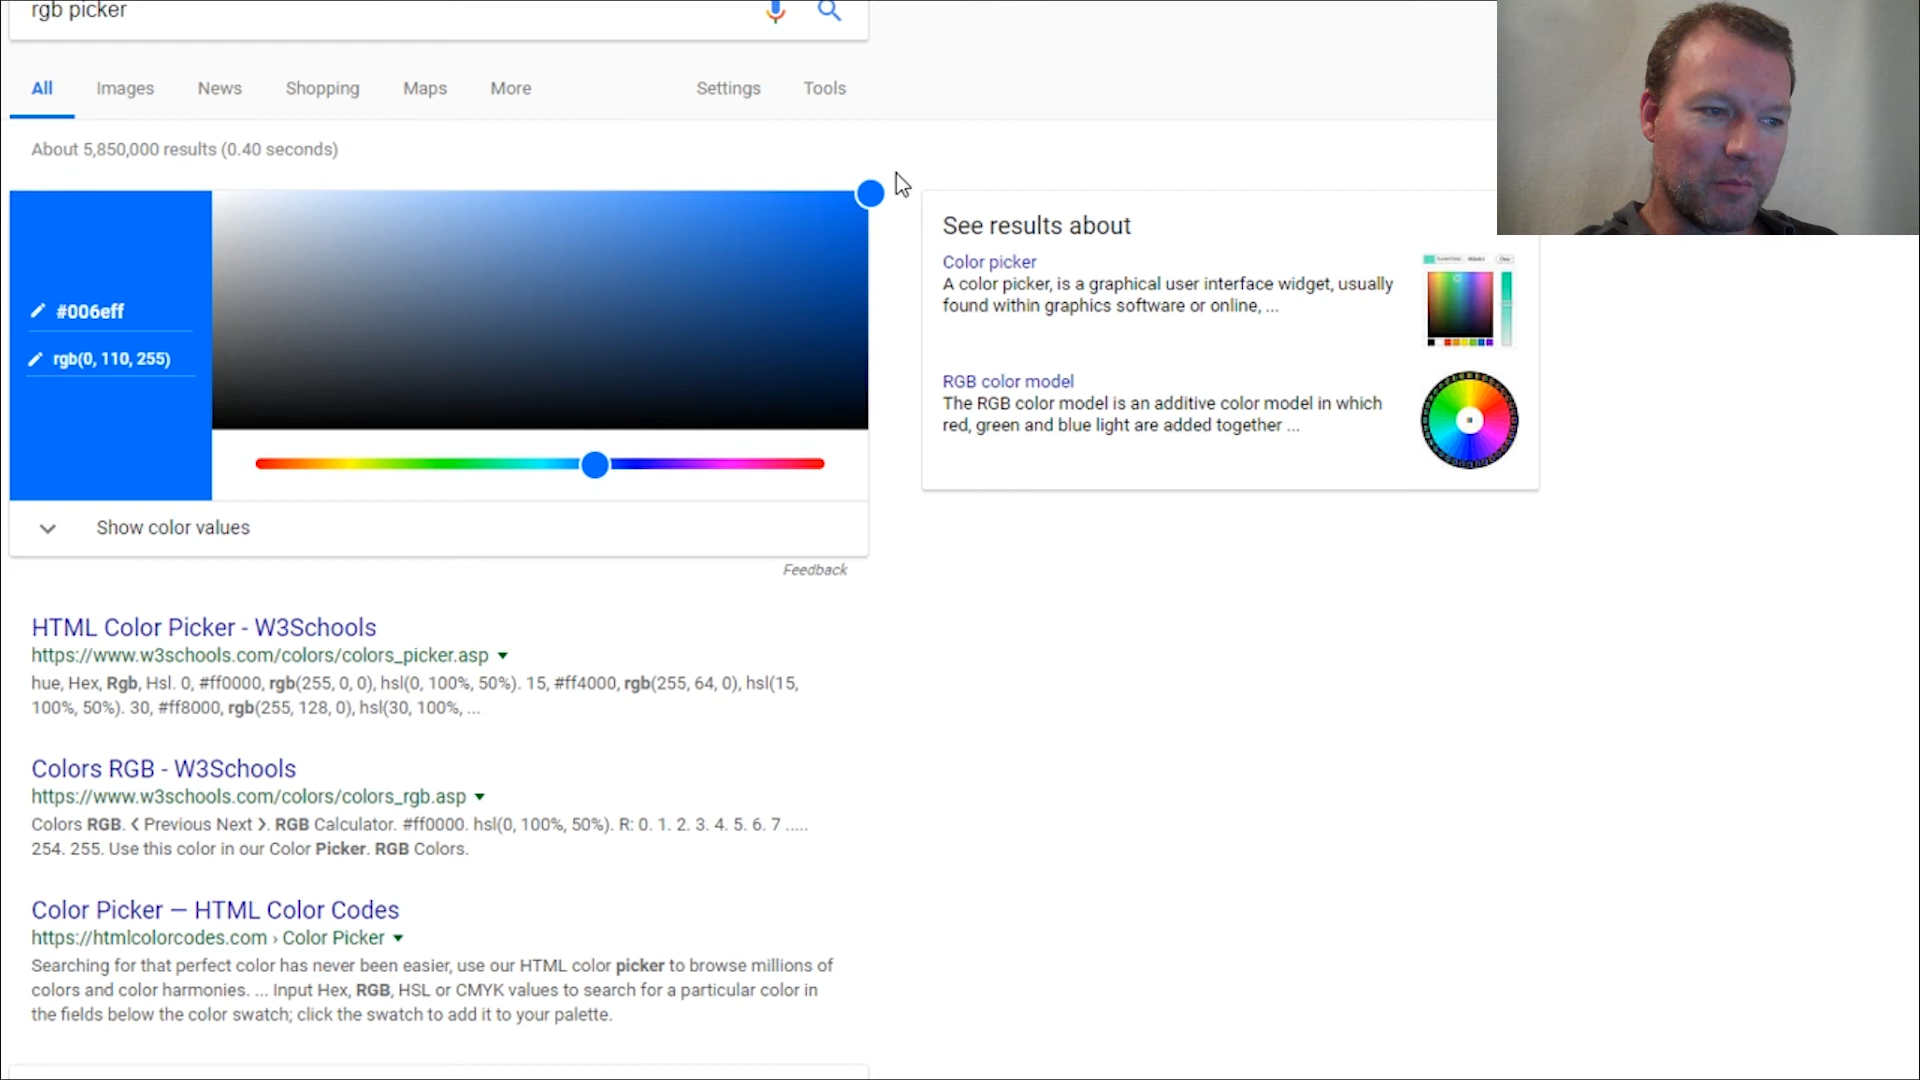 rgb picker
All Images News Shopping Maps More Settings Tools
About 5,850,000 results (0.40 seconds)
#006eff
rgb(0, 110, 255)
Show color values
Feedback
See results about
Color picker
A color picker, is a graphical user interface widget, usually
found within graphics software or online, ...
RGB color model
The RGB color model is an additive color model in which
red, green and blue light are added together ...
HTML Color Picker - W3Schools
https://www.w3schools.com/colors/colors_picker.asp
hue, Hex, Rgb, Hsl. 0, #ff0000, rgb(255, 0, 0), hsl(0, 100%, 50%). 15, #ff4000, rgb(255, 64, 0), hsl(15,
100%, 50%). 30, #ff8000, rgb(255, 128, 0), hsl(30, 100%, ...
Colors RGB - W3Schools
https://www.w3schools.com/colors/colors_rgb.asp
Colors RGB. ❮ Previous Next ❯. RGB Calculator. #ff0000. hsl(0, 100%, 50%). R: 0. 1. 2. 3. 4. 5. 6. 7 .....
254. 255. Use this color in our Color Picker. RGB Colors.
Color Picker — HTML Color Codes
https://htmlcolorcodes.com › Color Picker
Searching for that perfect color has never been easier, use our HTML color picker to browse millions of
colors and color harmonies. ... Input Hex, RGB, HSL or CMYK values to search for a particular color in
the fields below the color swatch; click the swatch to add it to your palette.